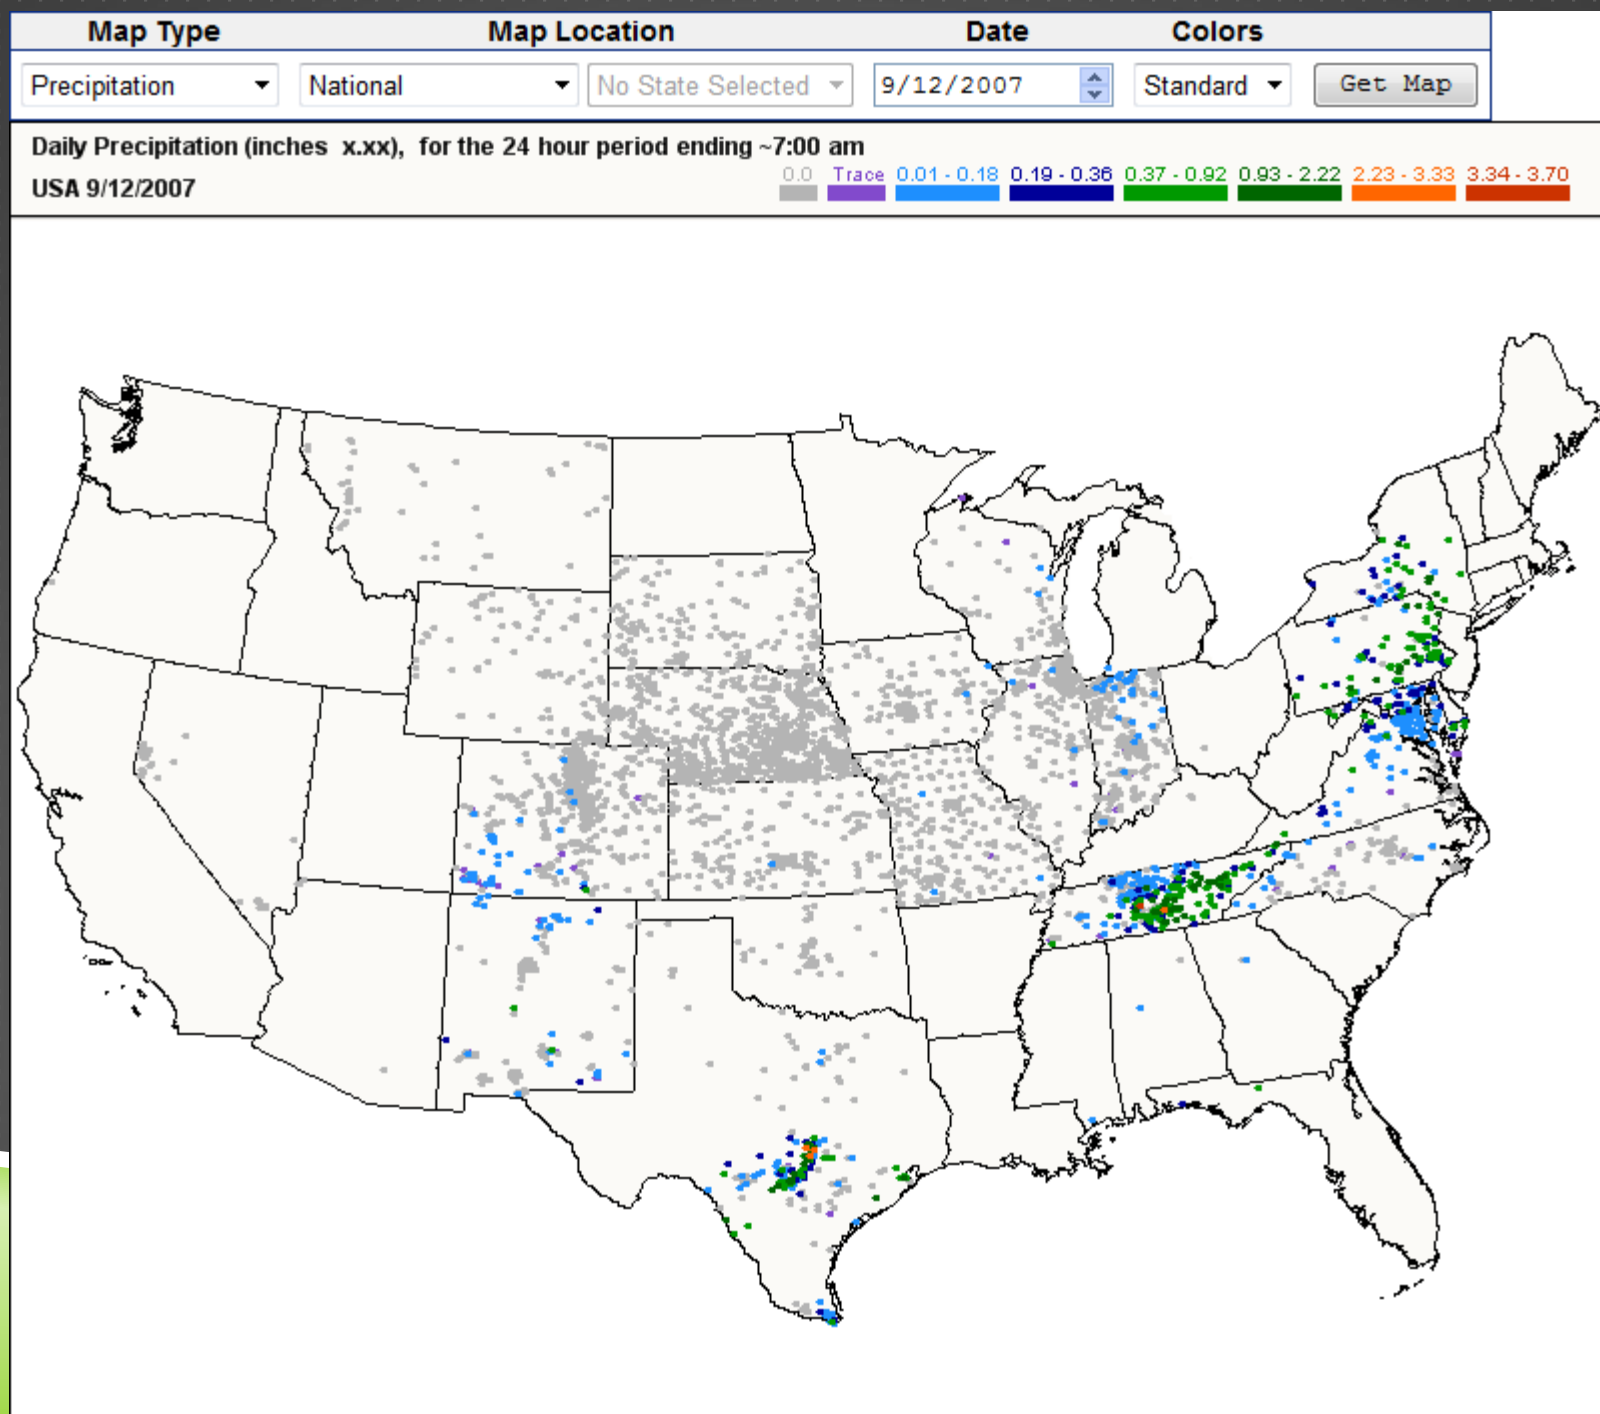 Map Type Map Location Date Colors
Precipitation National No State Selected 9/12/2007 Standard Get Map
Daily Precipitation (inches x.xx), for the 24 hour period ending ~7:00 am
0.0 Trace 0.01 - 0.18 0.19 - 0.36 0.37 - 0.92 0.93 - 2.22 2.23 - 3.33 3.34 - 3.70
USA 9/12/2007